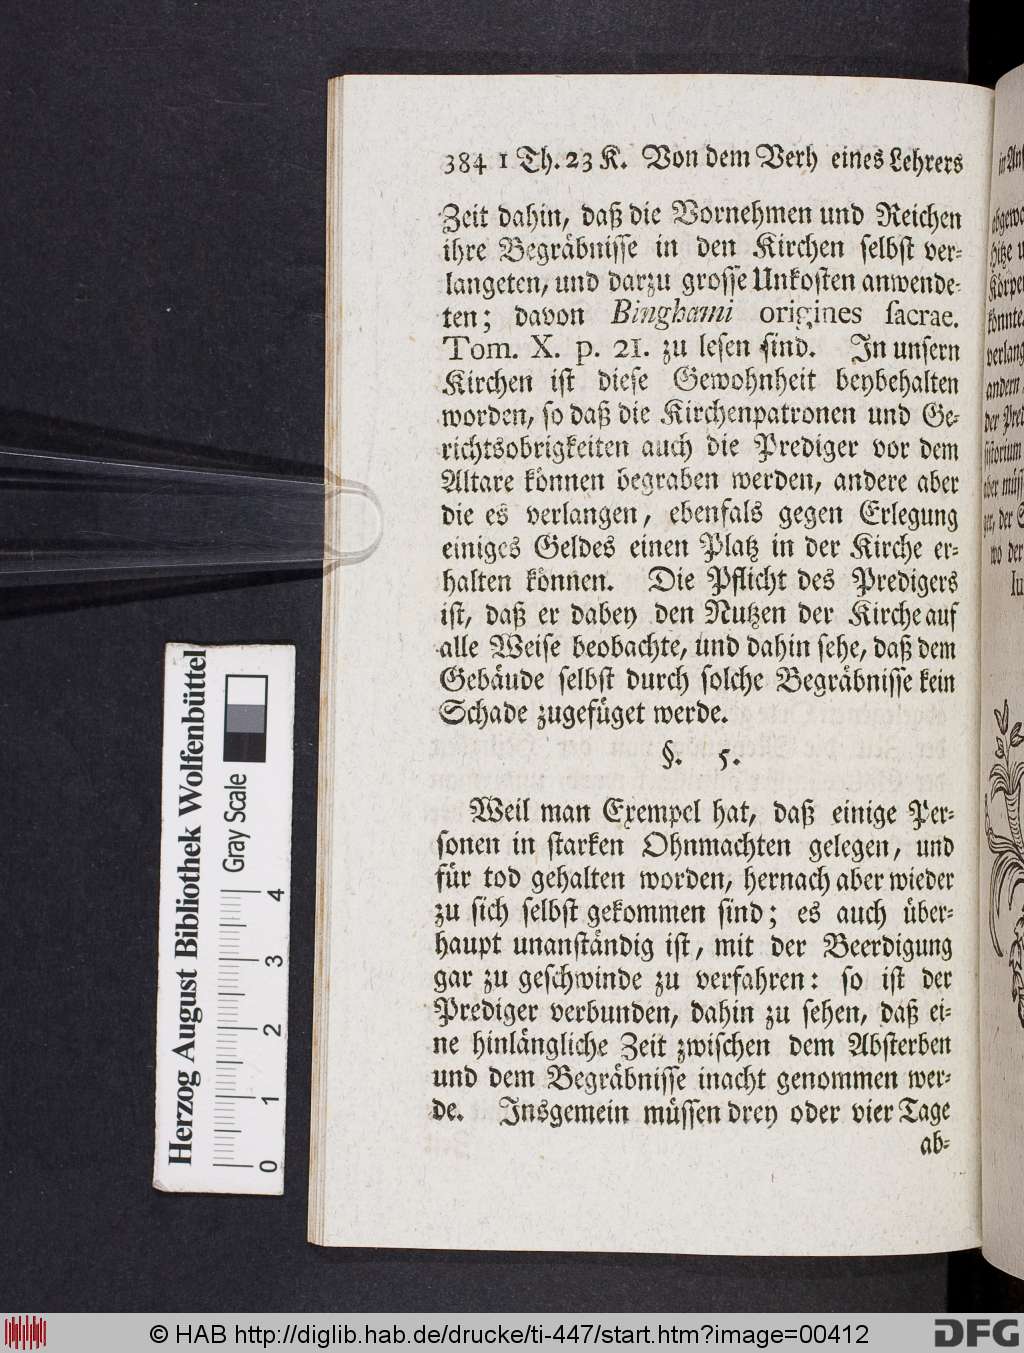 384 1 Th. 23 K. Von dem Verh eines Lehrers
Zeit dahin, daß die Vornehmen und Reichen
ihre Begräbnisse in den Kirchen selbst ver-
langeten, und darzu grosse Unkosten anwende-
ten; davon Binghami origines sacrae.
Tom. X. p. 21. zu lesen sind. In unsern
Kirchen ist diese Gewohnheit beybehalten
worden, so daß die Kirchenpatronen und Ge-
richtsobrigkeiten auch die Prediger vor dem
Altare können begraben werden, andere aber
die es verlangen, ebenfals gegen Erlegung
einiges Geldes einen Platz in der Kirche er-
halten können. Die Pflicht des Predigers
ist, daß er dabey den Nutzen der Kirche auf
alle Weise beobachte, und dahin sehe, daß dem
Gebäude selbst durch solche Begräbnisse kein
Schade zugefüget werde.
§. 5.
Weil man Exempel hat, daß einige Per-
sonen in starken Ohnmachten gelegen, und
für tod gehalten worden, hernach aber wieder
zu sich selbst gekommen sind; es auch über-
haupt unanständig ist, mit der Beerdigung
gar zu geschwinde zu verfahren: so ist der
Prediger verbunden, dahin zu sehen, daß ei-
ne hinlängliche Zeit zwischen dem Absterben
und dem Begräbnisse inacht genommen wer-
de. Insgemein müssen drey oder vier Tage
ab-
Herzog August Bibliothek Wolfenbüttel
Gray Scale
0 1 2 3 4
© HAB http://diglib.hab.de/drucke/ti-447/start.htm?image=00412
DFG